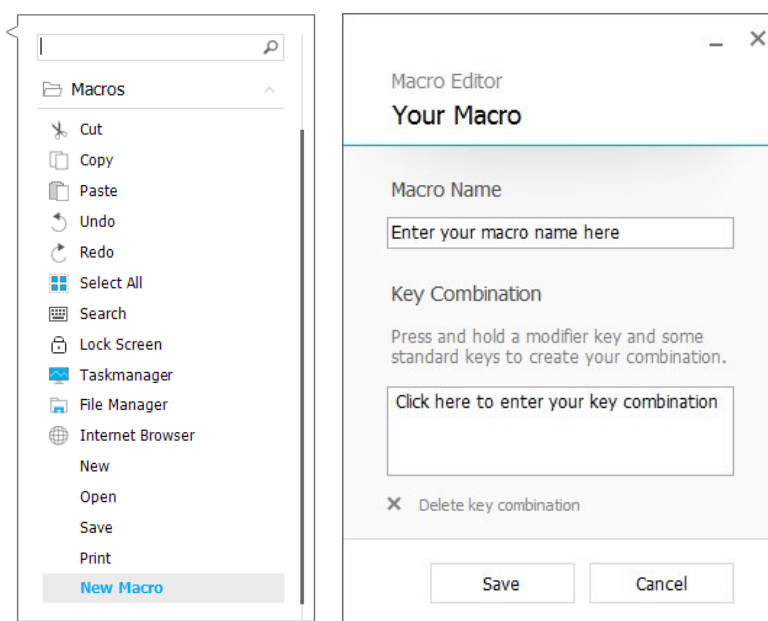 Macros
Cut
Copy
Paste
Undo
Redo
Select All
Search
Lock Screen
Taskmanager
File Manager
Internet Browser
New
Open
Save
Print
New Macro
Macro Editor
Your Macro
Macro Name
Enter your macro name here
Key Combination
Press and hold a modifier key and some
standard keys to create your combination.
Click here to enter your key combination
Delete key combination
Save
Cancel